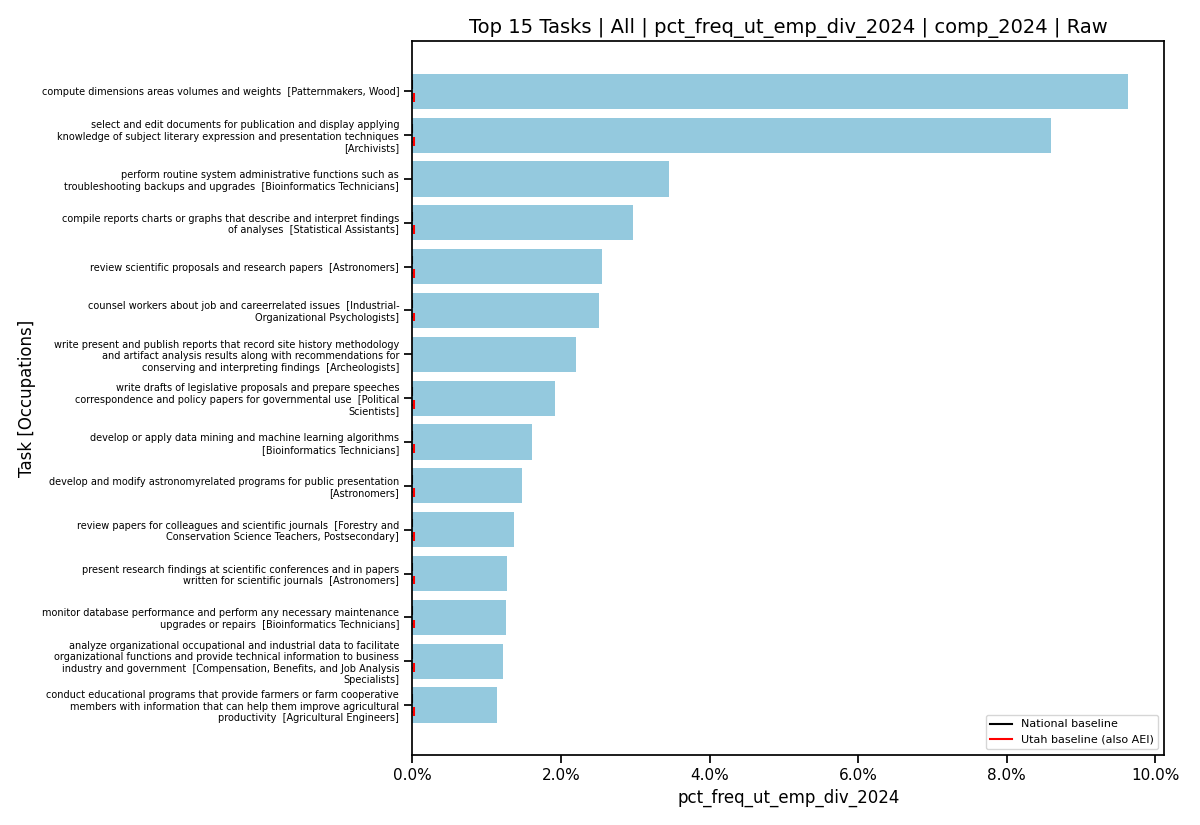 Top 15 Tasks | All | pct_freq_ut_emp_div_2024 | comp_2024 | Raw
compute dimensions areas volumes and weights  [Patternmakers, Wood]
select and edit documents for publication and display applying
knowledge of subject literary expression and presentation techniques
[Archivists]
perform routine system administrative functions such as
troubleshooting backups and upgrades  [Bioinformatics Technicians]
compile reports charts or graphs that describe and interpret findings
of analyses  [Statistical Assistants]
review scientific proposals and research papers  [Astronomers]
counsel workers about job and careerrelated issues  [Industrial-
Organizational Psychologists]
write present and publish reports that record site history methodology
and artifact analysis results along with recommendations for
conserving and interpreting findings  [Archeologists]
write drafts of legislative proposals and prepare speeches
correspondence and policy papers for governmental use  [Political
Scientists]
develop or apply data mining and machine learning algorithms
[Bioinformatics Technicians]
develop and modify astronomyrelated programs for public presentation
[Astronomers]
review papers for colleagues and scientific journals  [Forestry and
Conservation Science Teachers, Postsecondary]
present research findings at scientific conferences and in papers
written for scientific journals  [Astronomers]
monitor database performance and perform any necessary maintenance
upgrades or repairs  [Bioinformatics Technicians]
analyze organizational occupational and industrial data to facilitate
organizational functions and provide technical information to business
industry and government  [Compensation, Benefits, and Job Analysis
Specialists]
conduct educational programs that provide farmers or farm cooperative
members with information that can help them improve agricultural
productivity  [Agricultural Engineers]
Task [Occupations]
National baseline
Utah baseline (also AEI)
0.0% 2.0% 4.0% 6.0% 8.0% 10.0%
pct_freq_ut_emp_div_2024